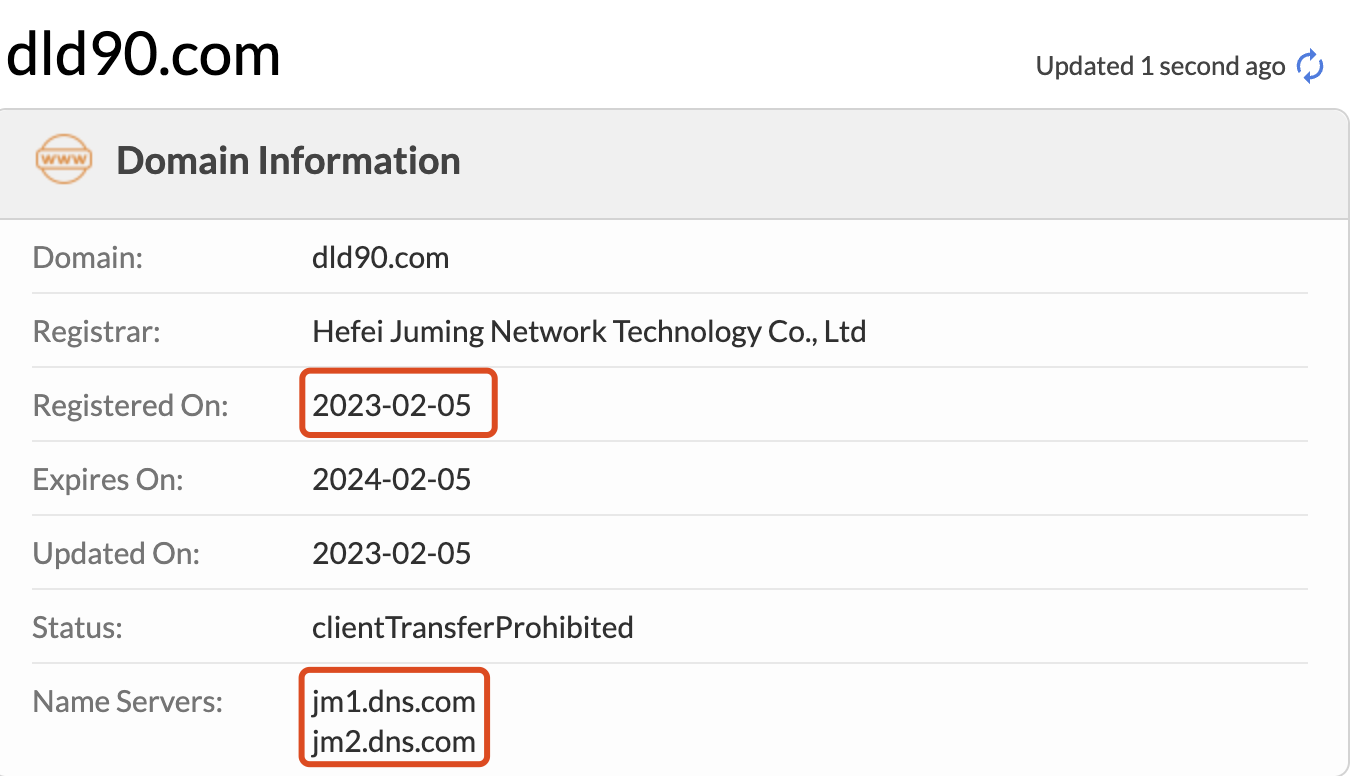 dld90.com
Updated 1 second ago
www
Domain Information
Domain: dld90.com
Registrar: Hefei Juming Network Technology Co., Ltd
Registered On: 2023-02-05
Expires On: 2024-02-05
Updated On: 2023-02-05
Status: clientTransferProhibited
Name Servers: jm1.dns.com
jm2.dns.com